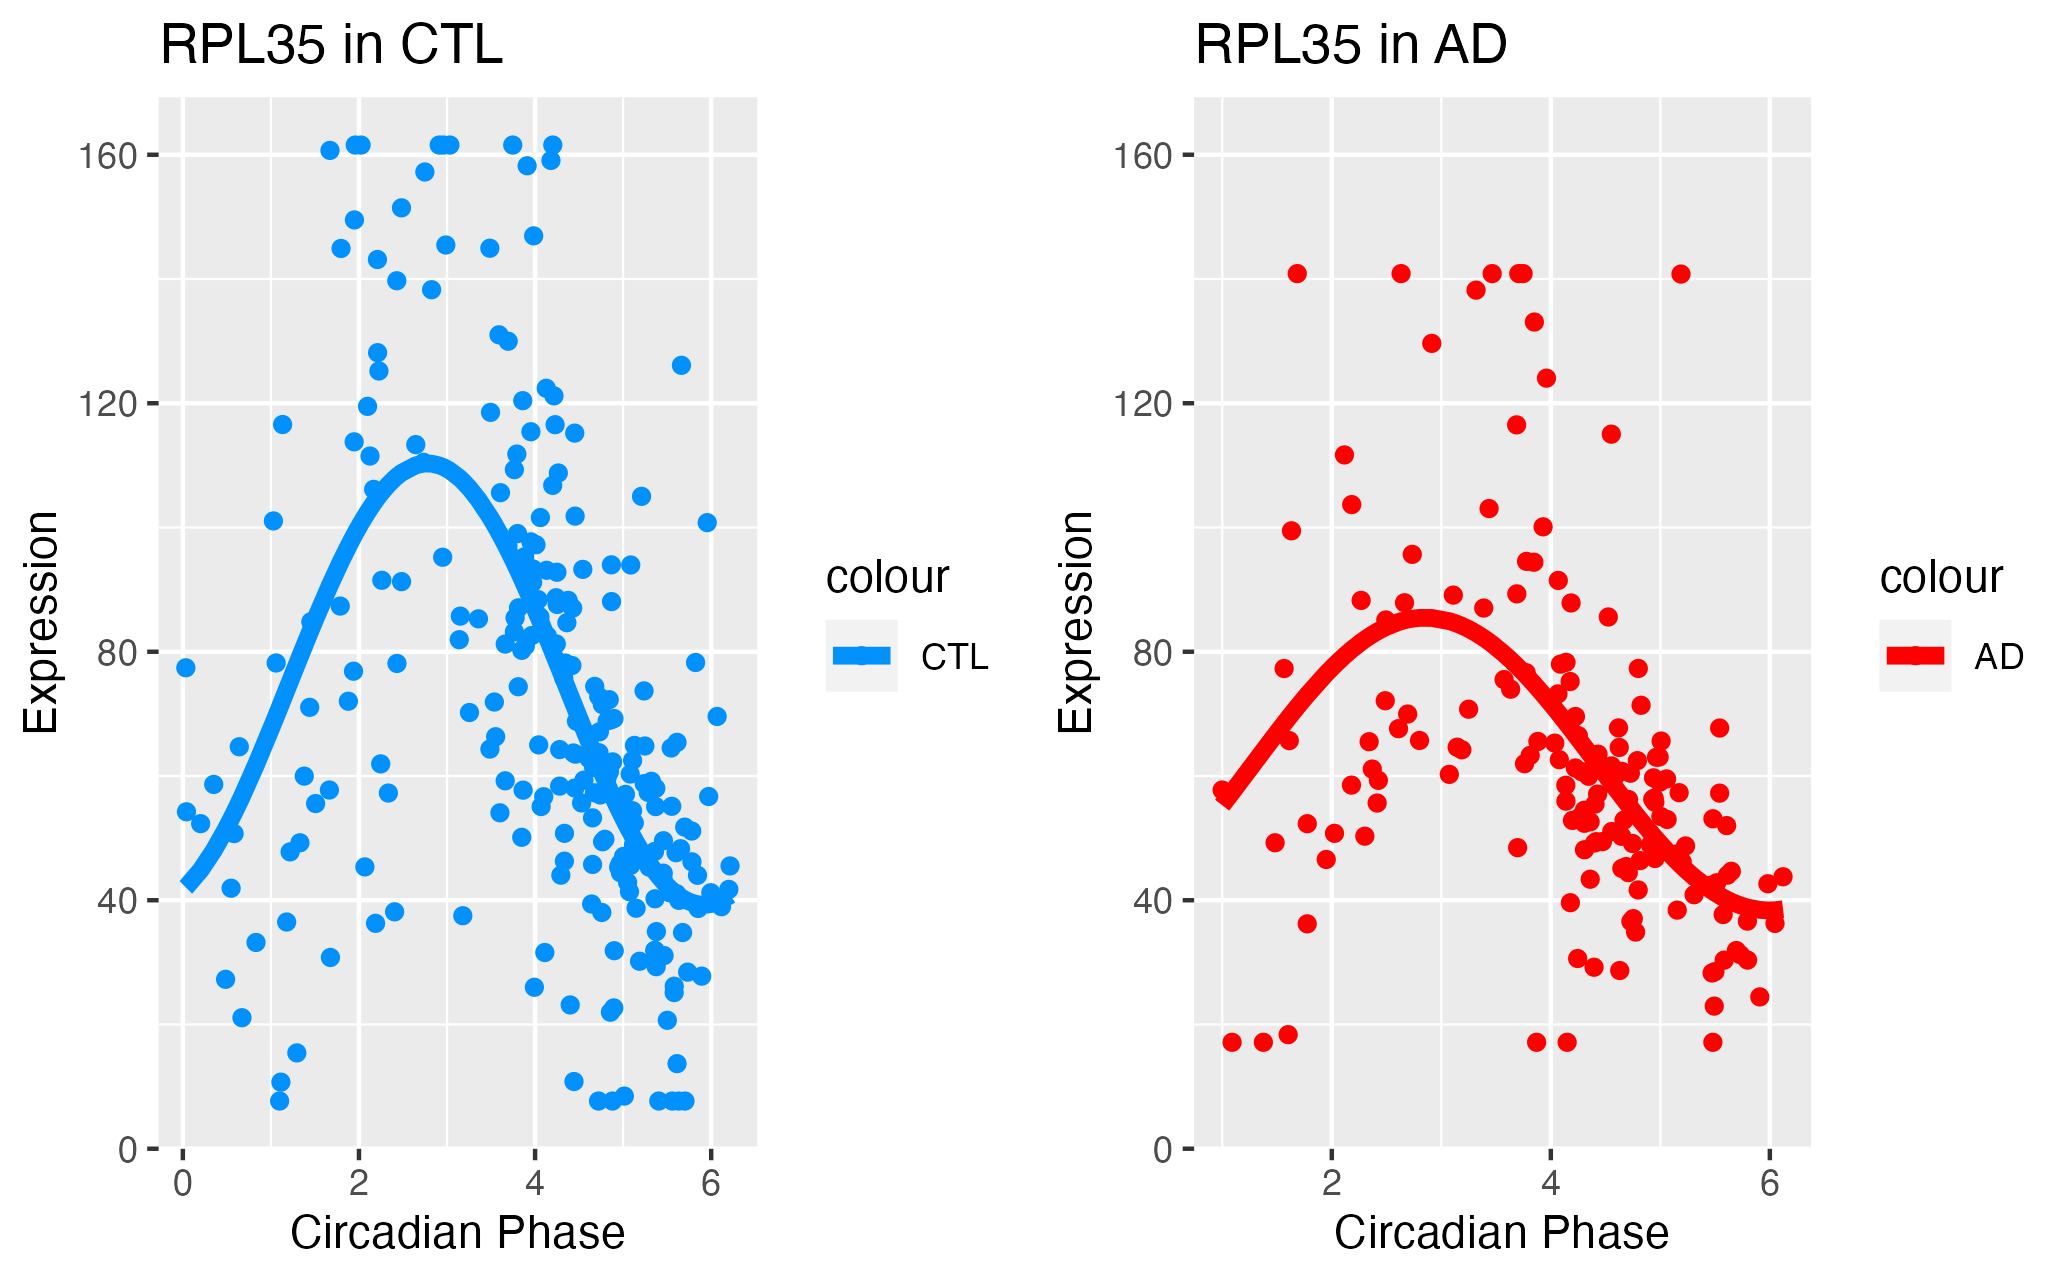 RPL35 in CTL
RPL35 in AD
Expression
160
120
80
40
0
0 2 4 6
Circadian Phase
colour
CTL
Expression
160
120
80
40
0
2 4 6
Circadian Phase
colour
AD